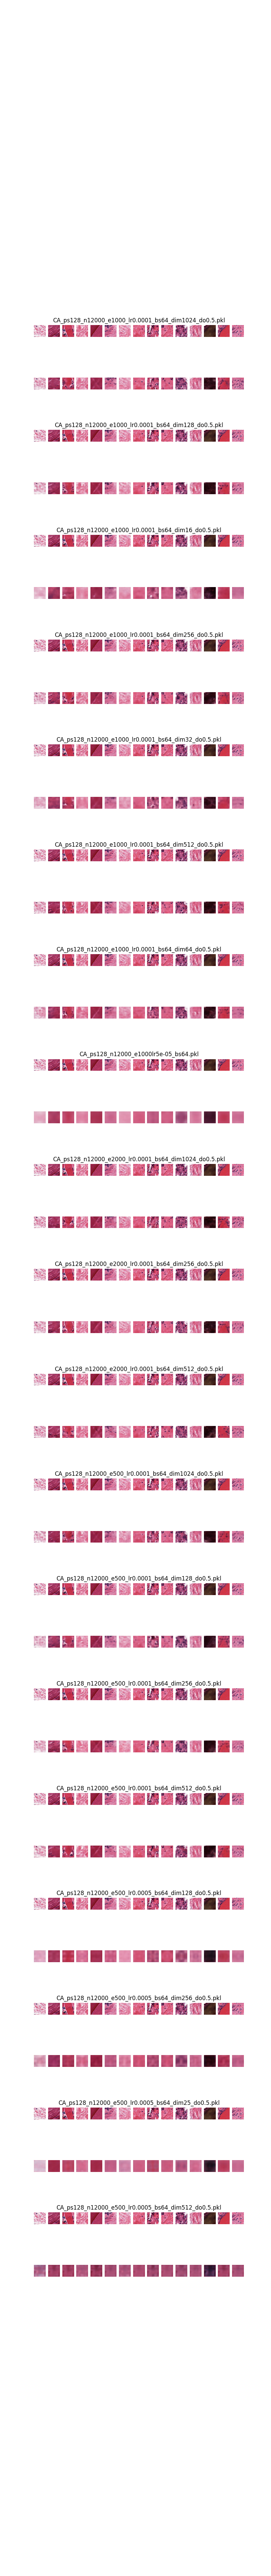 CA_ps128_n12000_e1000_lr0.0001_bs64_dim1024_do0.5.pkl
CA_ps128_n12000_e1000_lr0.0001_bs64_dim128_do0.5.pkl
CA_ps128_n12000_e1000_lr0.0001_bs64_dim16_do0.5.pkl
CA_ps128_n12000_e1000_lr0.0001_bs64_dim256_do0.5.pkl
CA_ps128_n12000_e1000_lr0.0001_bs64_dim32_do0.5.pkl
CA_ps128_n12000_e1000_lr0.0001_bs64_dim512_do0.5.pkl
CA_ps128_n12000_e1000_lr0.0001_bs64_dim64_do0.5.pkl
CA_ps128_n12000_e1000lr5e-05_bs64.pkl
CA_ps128_n12000_e2000_lr0.0001_bs64_dim1024_do0.5.pkl
CA_ps128_n12000_e2000_lr0.0001_bs64_dim256_do0.5.pkl
CA_ps128_n12000_e2000_lr0.0001_bs64_dim512_do0.5.pkl
CA_ps128_n12000_e500_lr0.0001_bs64_dim1024_do0.5.pkl
CA_ps128_n12000_e500_lr0.0001_bs64_dim128_do0.5.pkl
CA_ps128_n12000_e500_lr0.0001_bs64_dim256_do0.5.pkl
CA_ps128_n12000_e500_lr0.0001_bs64_dim512_do0.5.pkl
CA_ps128_n12000_e500_lr0.0005_bs64_dim128_do0.5.pkl
CA_ps128_n12000_e500_lr0.0005_bs64_dim256_do0.5.pkl
CA_ps128_n12000_e500_lr0.0005_bs64_dim25_do0.5.pkl
CA_ps128_n12000_e500_lr0.0005_bs64_dim512_do0.5.pkl